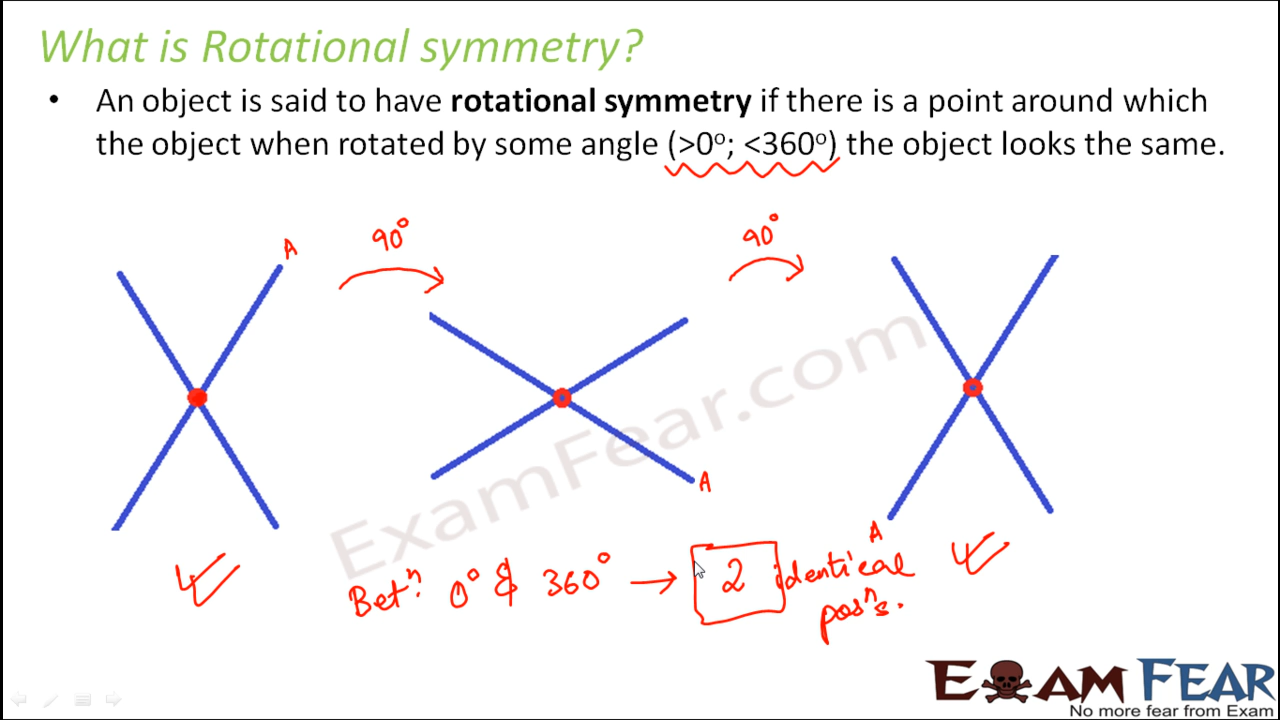 What is Rotational symmetry?
• An object is said to have rotational symmetry if there is a point around which
the object when rotated by some angle (>0°; <360°) the object looks the same.
A
90°
90°
ExamFear.com
A
A
Betⁿ. 0° & 360° → 2 identical
posⁿs.
EXAM FEAR
No more fear from Exam